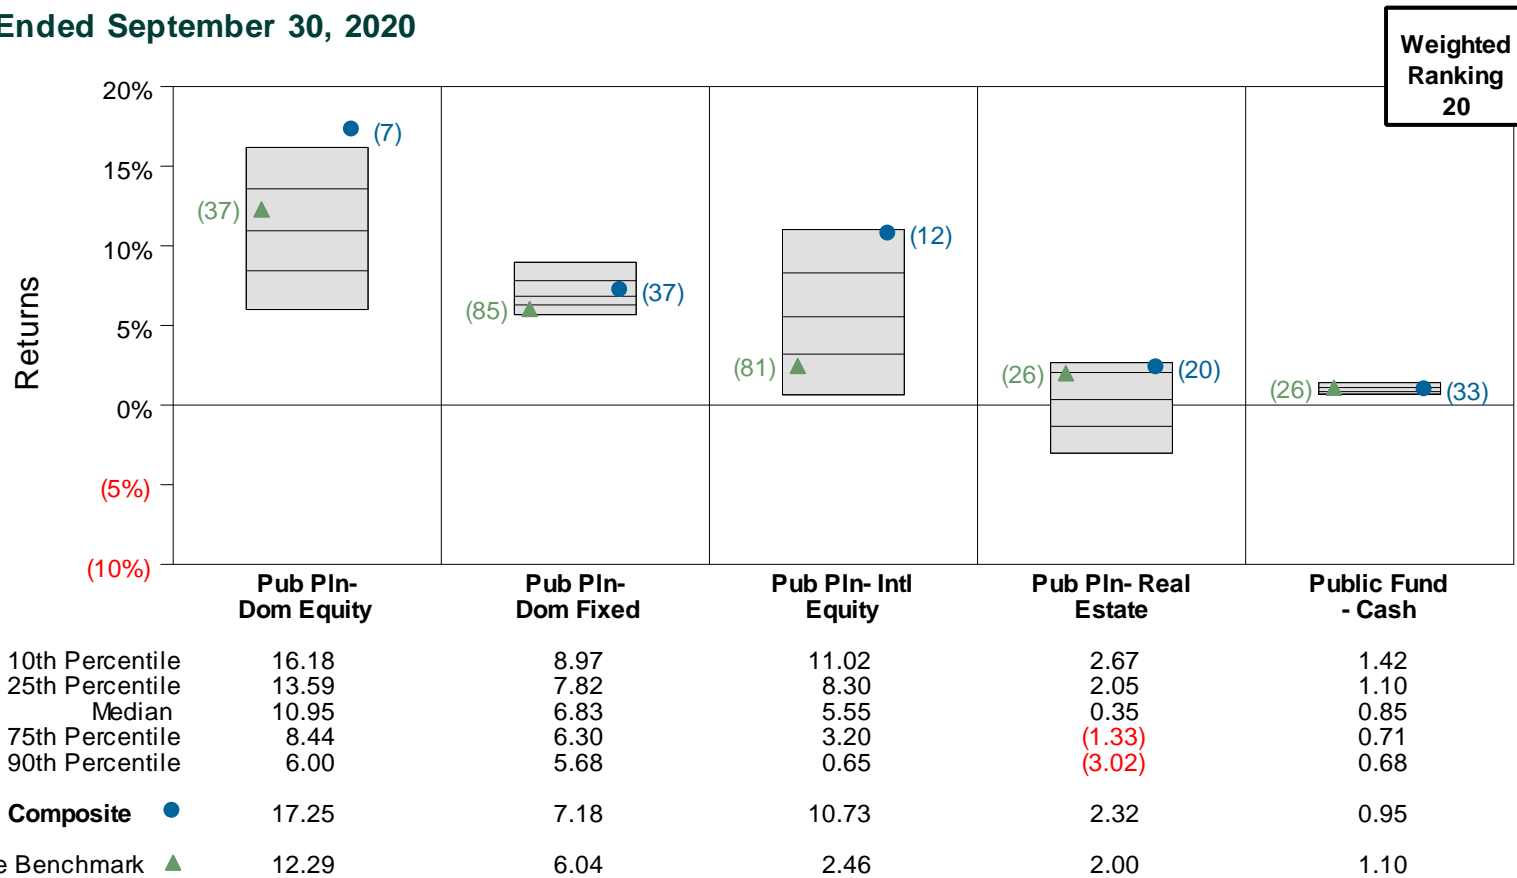 Ended September 30, 2020
Weighted
Ranking
20
20%
15%
10%
5%
0%
(5%)
(10%)
Returns
(7)
(37)
(37)
(85)
(12)
(81)
(20)
(26)
(33)
(26)
Pub Pln-
Dom Equity
Pub Pln-
Dom Fixed
Pub Pln- Intl
Equity
Pub Pln- Real
Estate
Public Fund
- Cash
10th Percentile 16.18 8.97 11.02 2.67 1.42
25th Percentile 13.59 7.82 8.30 2.05 1.10
Median 10.95 6.83 5.55 0.35 0.85
75th Percentile 8.44 6.30 3.20 (1.33) 0.71
90th Percentile 6.00 5.68 0.65 (3.02) 0.68
Composite 17.25 7.18 10.73 2.32 0.95
e Benchmark 12.29 6.04 2.46 2.00 1.10